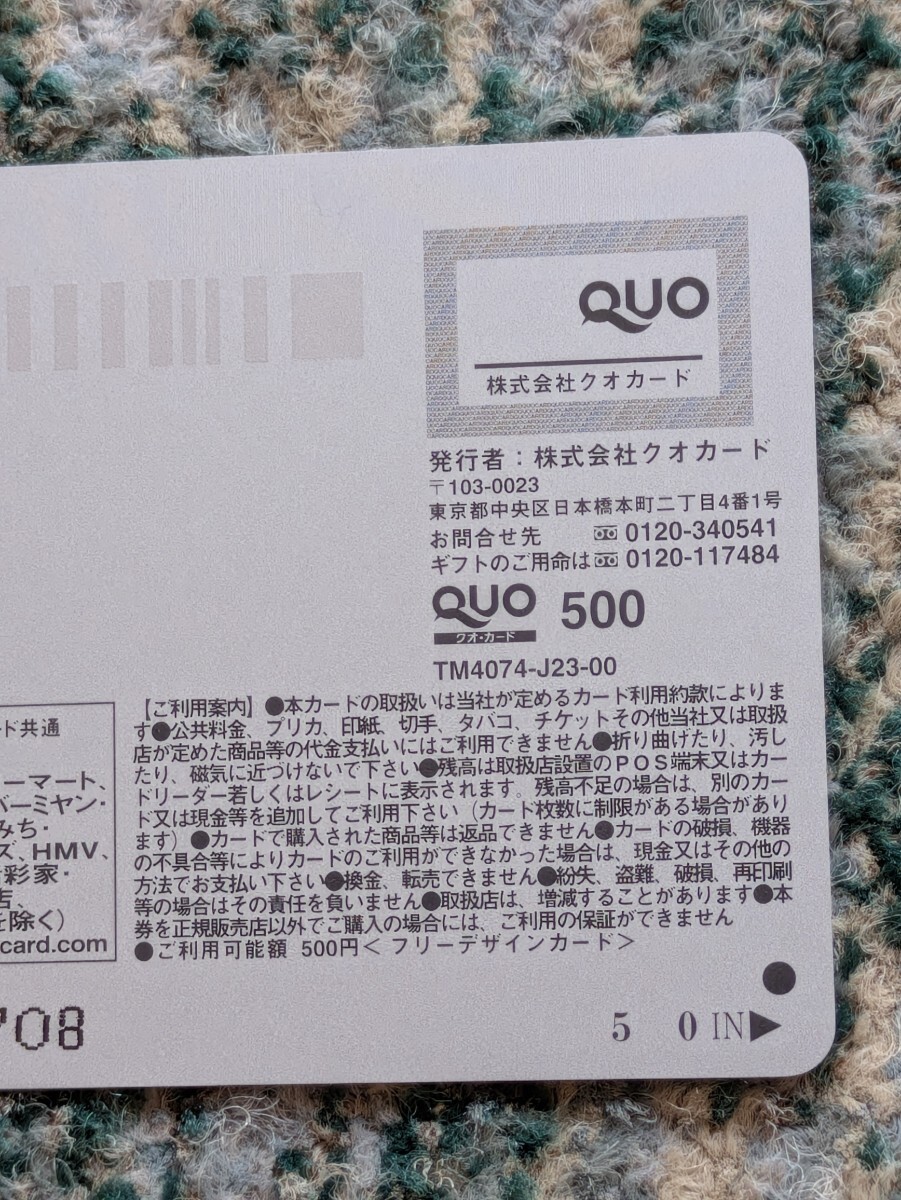 QUO
株式会社クオカード
発行者：株式会社クオカード
〒103-0023
東京都中央区日本橋本町二丁目4番1号
お問合せ先 0120-340541
ギフトのご用命は 0120-117484
QUO 500
クオ・カード
TM4074-J23-00
【ご利用案内】●本カードの取扱いは当社が定めるカード利用約款によりま
す●公共料金、プリカ、印紙、切手、タバコ、チケットその他当社又は取扱
店が定めた商品等の代金支払いにはご利用できません●折り曲げたり、汚し
たり、磁気に近づけないで下さい●残高は取扱店設置のPOS端末又はカー
ドリーダー若しくはレシートに表示されます。残高不足の場合は、別のカー
ド又は現金等を追加してご利用下さい（カード枚数に制限がある場合があり
ます）●カードで購入された商品等は返品できません●カードの破損、機器
の不具合等によりカードのご利用ができなかった場合は、現金又はその他の
方法でお支払い下さい●換金、転売できません●紛失、盗難、破損、再印刷
等の場合はその責任を負いません●取扱店は、増減することがあります●本
券を正規販売店以外でご購入の場合には、ご利用の保証ができません
●ご利用可能額 500円＜フリーデザインカード＞
ド共通
ーマート、
バーミヤン・
みち・
ズ、HMV、
彩家・
店、
を除く）
card.com
708
5 0 IN▶